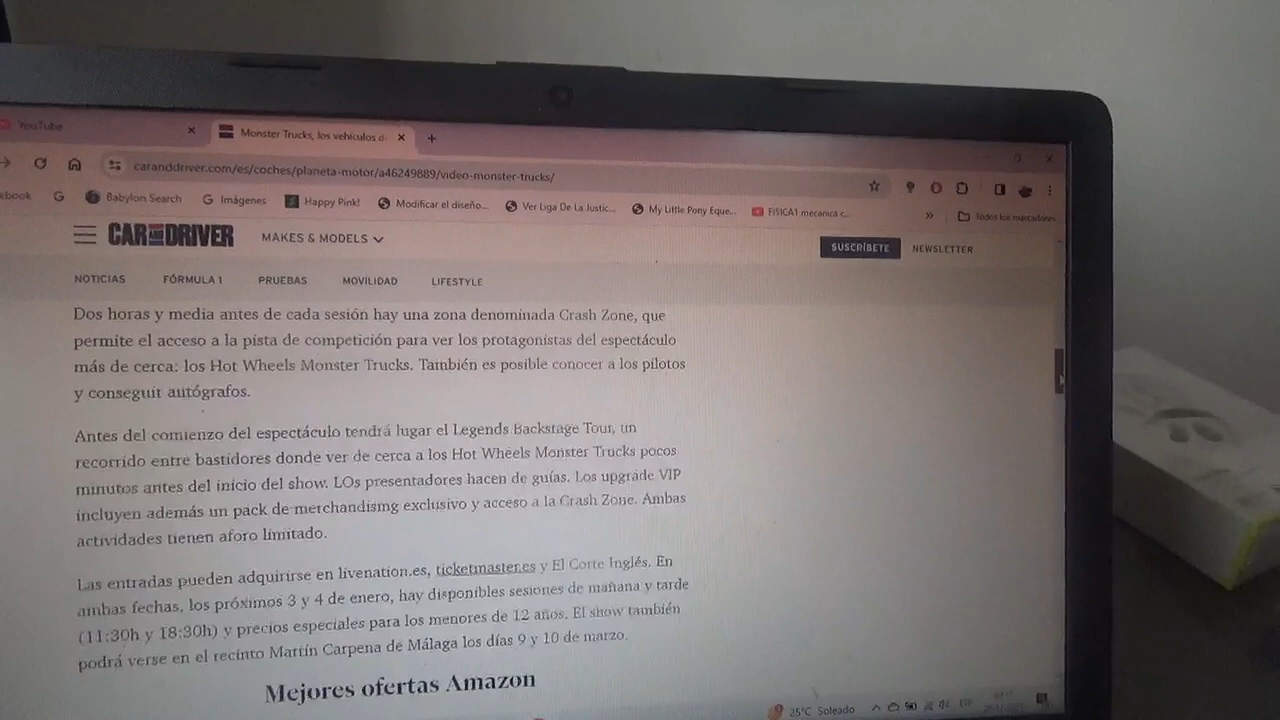 YouTube
Monster Trucks, los vehículos d
caranddriver.com/es/coches/planeta-motor/a46249889/video-monster-trucks/
ebook
Babylon Search
Imágenes
Happy Pink!
Modificar el diseño...
Ver Liga De La Justic...
My Little Pony Eque...
FISICA1 mecanica c...
»
Todos los marcadores
CAR AND DRIVER
MAKES & MODELS
SUSCRÍBETE
NEWSLETTER
NOTICIAS
FÓRMULA 1
PRUEBAS
MOVILIDAD
LIFESTYLE
Dos horas y media antes de cada sesión hay una zona denominada Crash Zone, que
permite el acceso a la pista de competición para ver los protagonistas del espectáculo
más de cerca: los Hot Wheels Monster Trucks. También es posible conocer a los pilotos
y conseguir autógrafos.
Antes del comienzo del espectáculo tendrá lugar el Legends Backstage Tour, un
recorrido entre bastidores donde ver de cerca a los Hot Wheels Monster Trucks pocos
minutos antes del inicio del show. LOs presentadores hacen de guías. Los upgrade VIP
incluyen además un pack de merchandising exclusivo y acceso a la Crash Zone. Ambas
actividades tienen aforo limitado.
Las entradas pueden adquirirse en livenation.es, ticketmaster.es y El Corte Inglés. En
ambas fechas, los próximos 3 y 4 de enero, hay disponibles sesiones de mañana y tarde
(11:30h y 18:30h) y precios especiales para los menores de 12 años. El show también
podrá verse en el recinto Martín Carpena de Málaga los días 9 y 10 de marzo.
Mejores ofertas Amazon
25°C Soleado